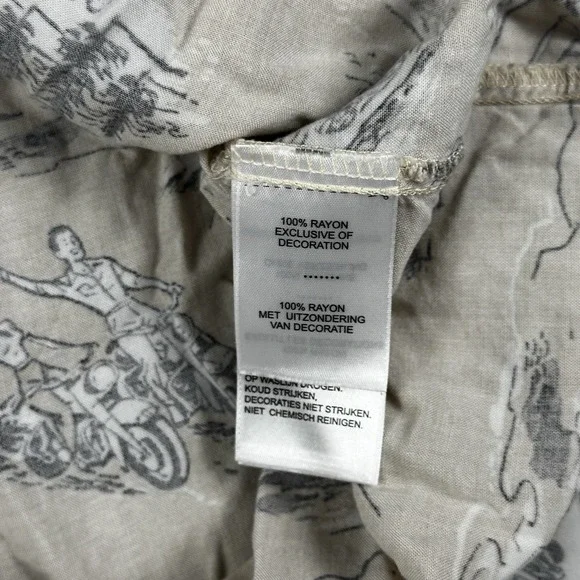 100% RAYON
EXCLUSIVE OF
DECORATION
.......
100% RAYON
MET UITZONDERING
VAN DECORATIE
OP WASLIJN DROGEN.
KOUD STRIJKEN,
DECORATIES NIET STRIJKEN.
NIET CHEMISCH REINIGEN.